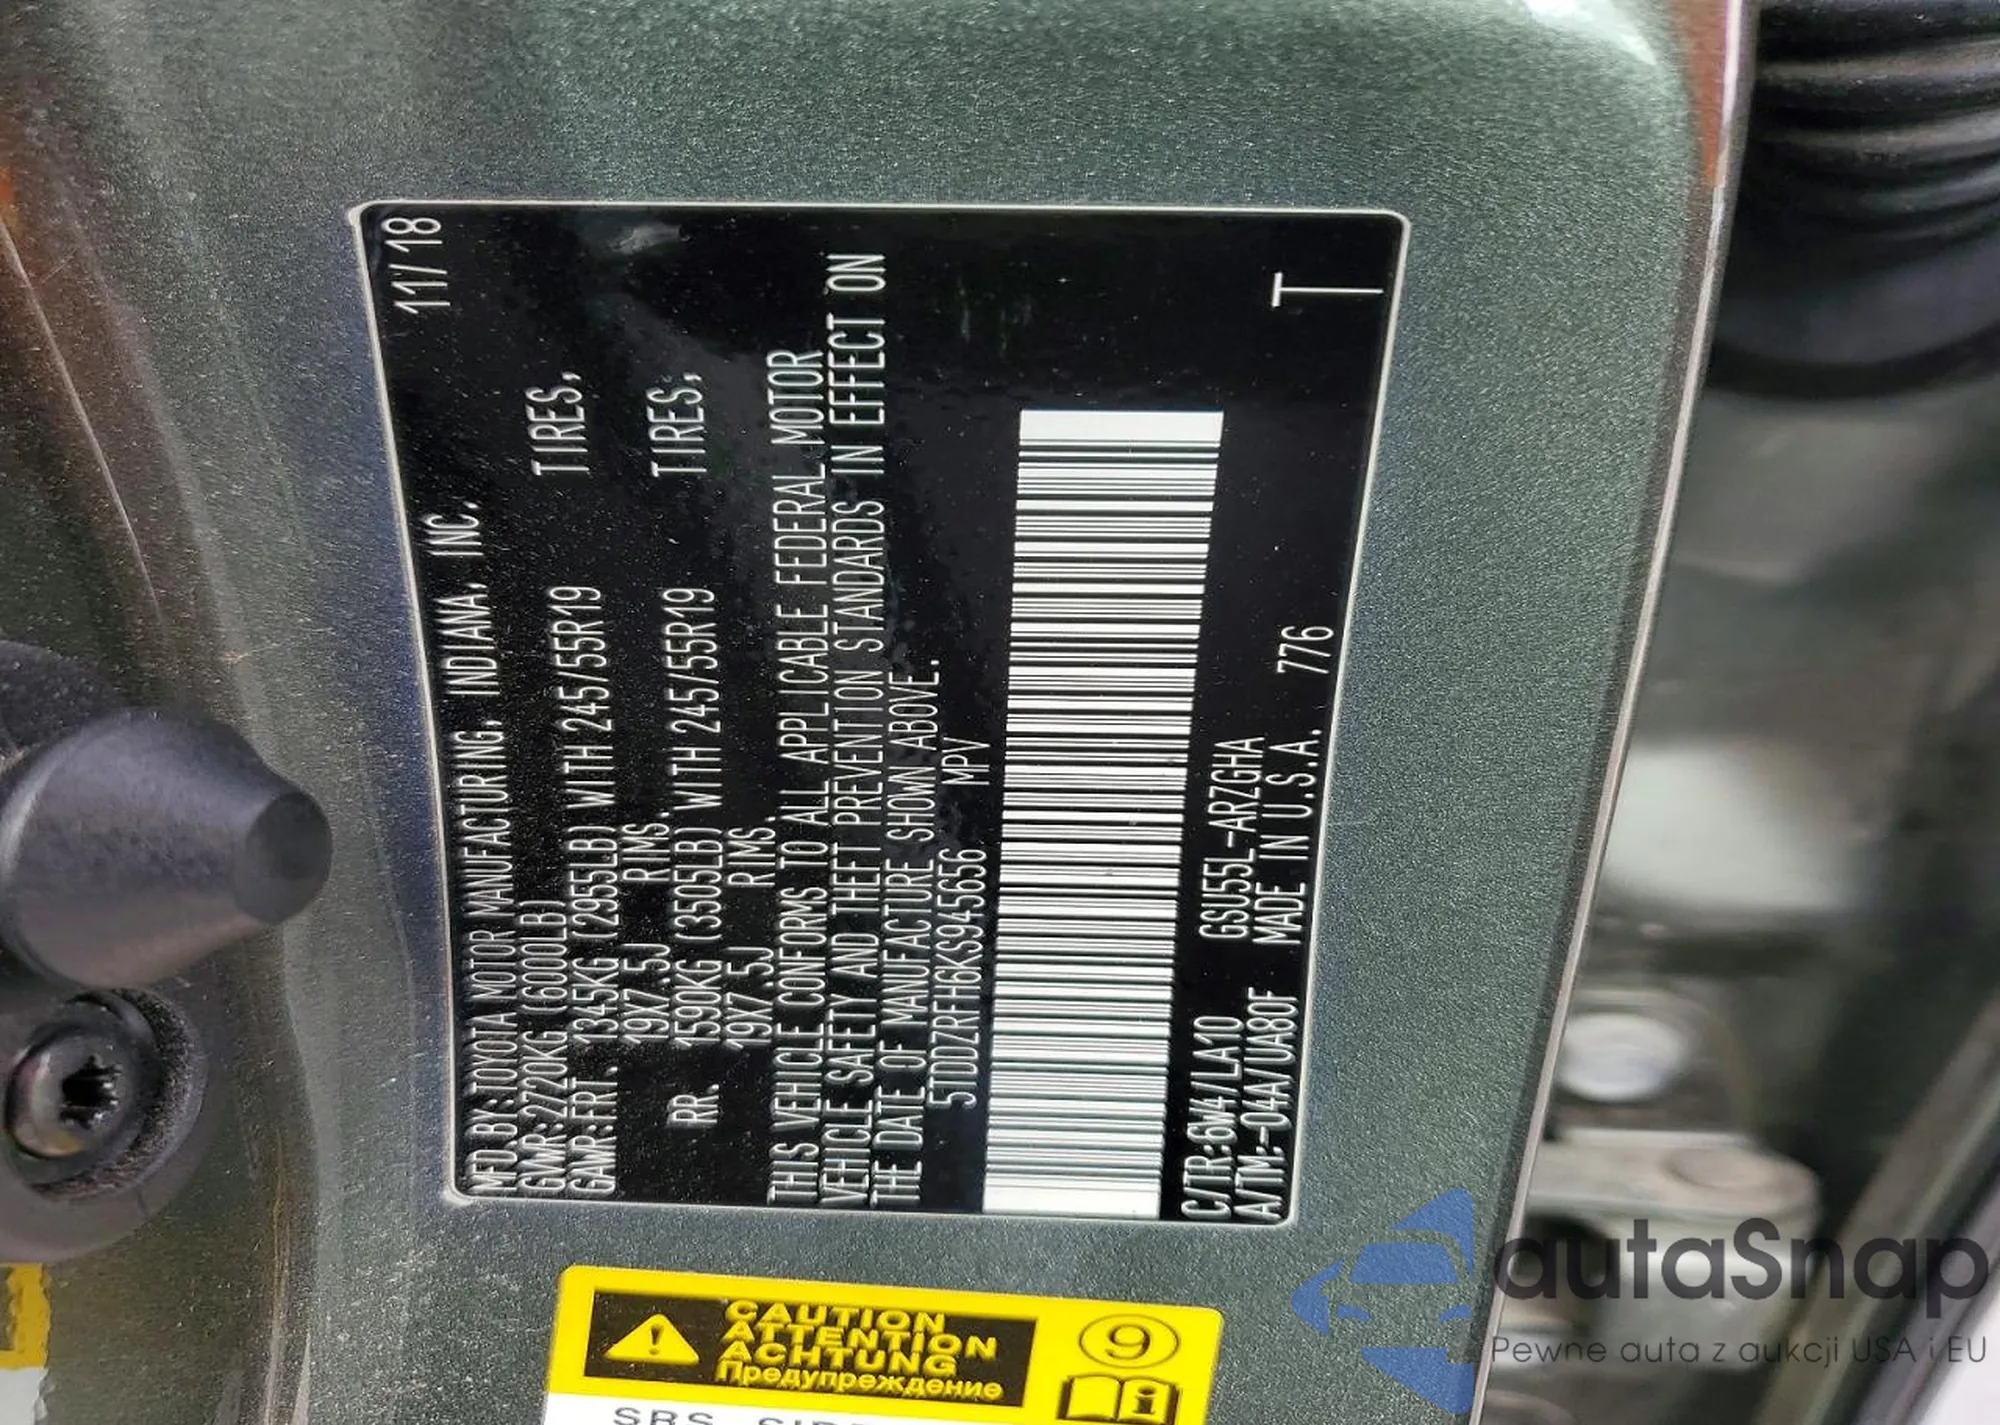 MFD.BY:TOYOTA MOTOR MANUFACTURING, INDIANA, INC. 11/18
GVWR:2720KG (6000LB)
GAWR:FRT. 1345KG (2955LB) WITH 245/55R19 TIRES,
19X7.5J RIMS,
RR. 1590KG (3505LB) WITH 245/55R19 TIRES,
19X7.5J RIMS,
THIS VEHICLE CONFORMS TO ALL APPLICABLE FEDERAL MOTOR
VEHICLE SAFETY AND THEFT PREVENTION STANDARDS IN EFFECT ON
THE DATE OF MANUFACTURE SHOWN ABOVE.
5TDDZRFH6KS945656 MPV
C/TR:6W4/LA10 GSU55L-ARZGHA
A/TM:-04A/UA80F MADE IN U.S.A. 776 T
CAUTION
ATTENTION
ACHTUNG
Предупреждение
9
i
SRS
autaSnap
Pewne auta z aukcji USA i EU